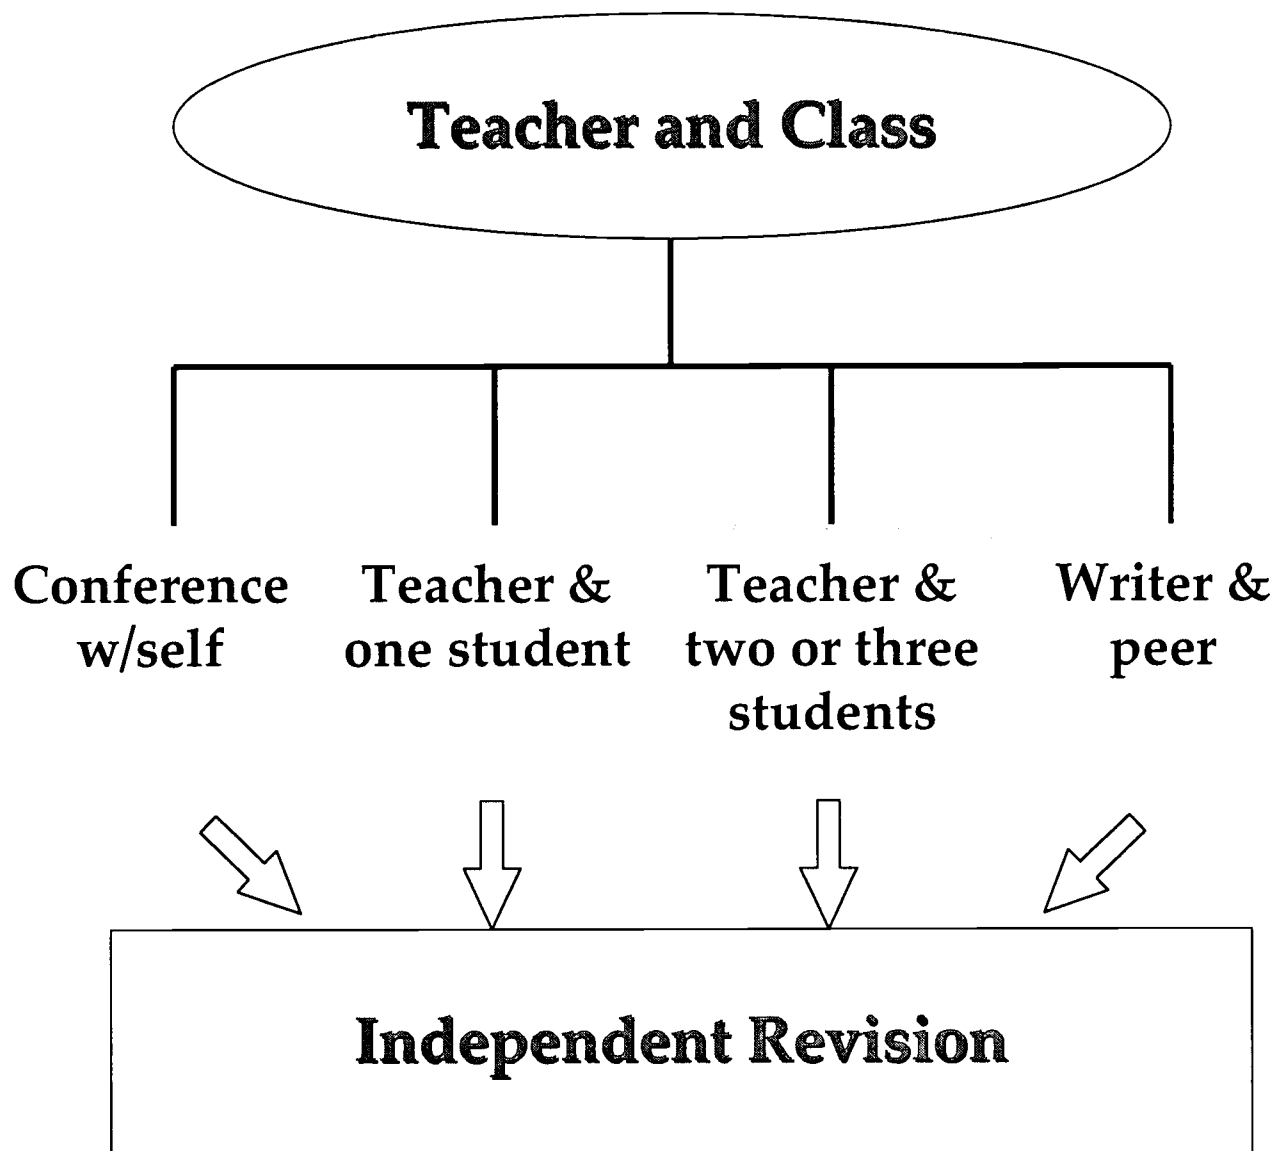 Teacher and Class
Conference
w/self
Teacher &
one student
Teacher &
two or three
students
Writer &
peer
Independent Revision